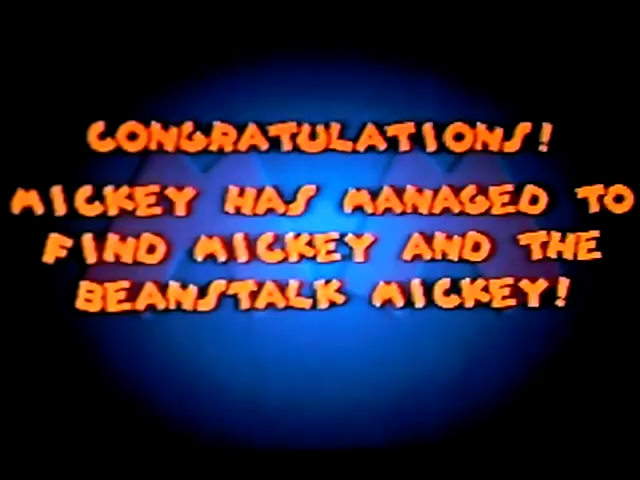 CONGRATULATIONS!
MICKEY HAS MANAGED TO
FIND MICKEY AND THE
BEANSTALK MICKEY!